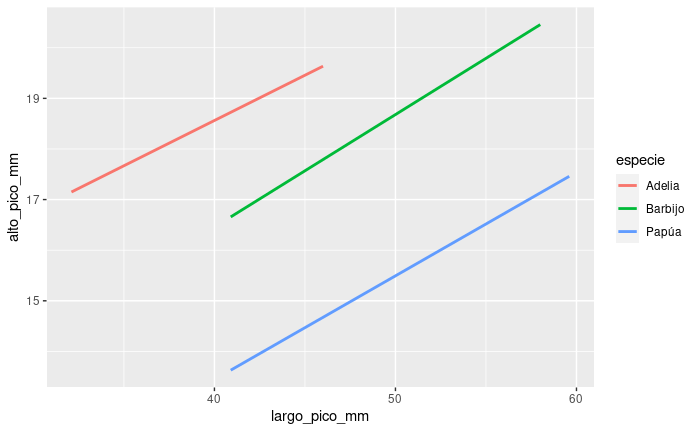 alto_pico_mm
19
17
15
40
50
60
largo_pico_mm
especie
Adelia
Barbijo
Papúa